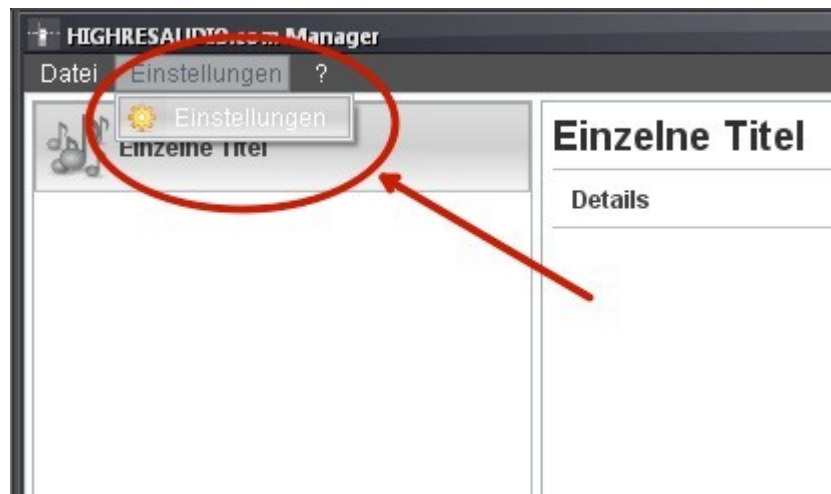 HIGHRESAUDIO.com Manager
Datei Einstellungen ?
Einstellungen
Einzelne Titel
Einzelne Titel
Details